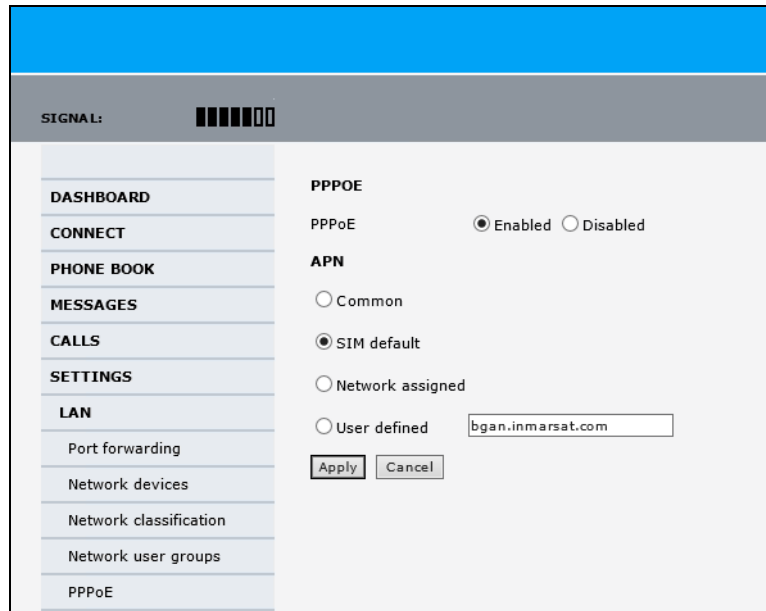 SIGNAL:
DASHBOARD
CONNECT
PHONE BOOK
MESSAGES
CALLS
SETTINGS
LAN
Port forwarding
Network devices
Network classification
Network user groups
PPPoE
PPPOE
PPPoE Enabled Disabled
APN
Common
SIM default
Network assigned
User defined bgan.inmarsat.com
Apply Cancel